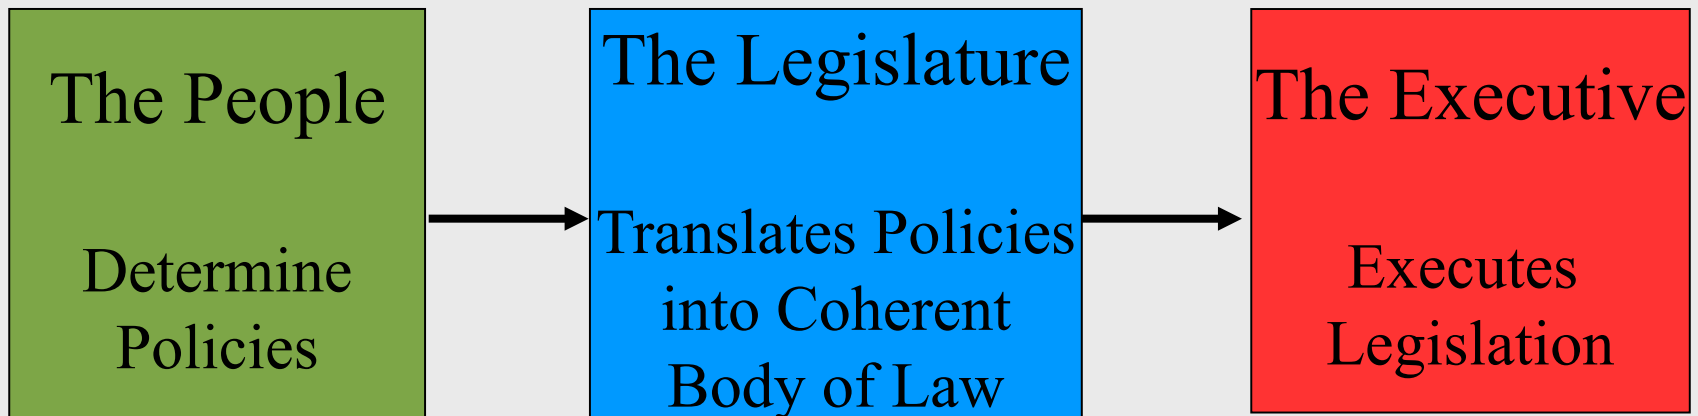 The People
Determine
Policies
The Legislature
Translates Policies
into Coherent
Body of Law
The Executive
Executes
Legislation